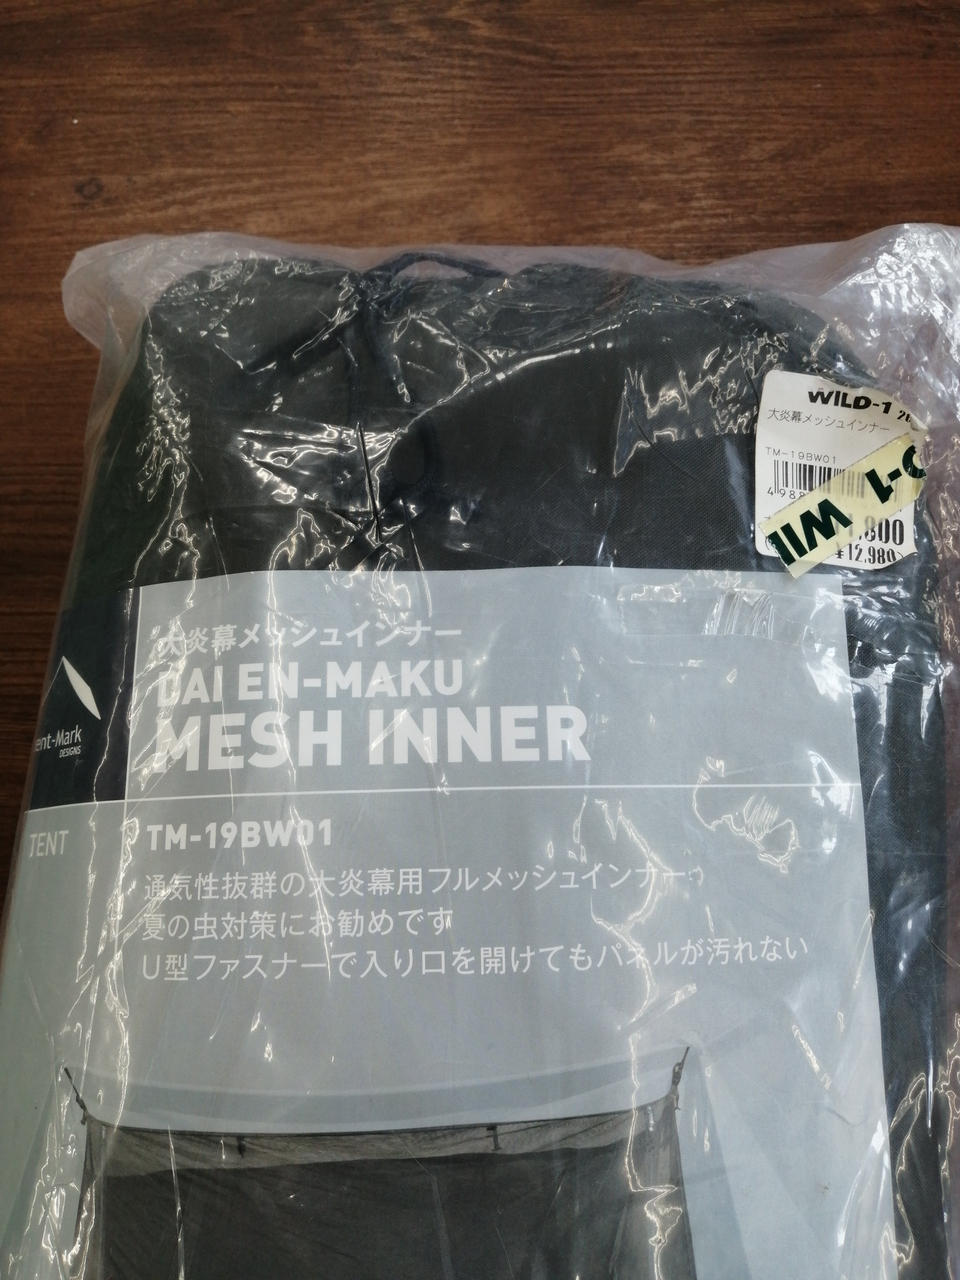 WILD-1
大炎幕メッシュインナー
TM-19BW01
WILD-1
,800
¥12,980
大炎幕メッシュインナー
DAI EN-MAKU
MESH INNER
ent-Mark
DESIGNS
TENT
TM-19BW01
通気性抜群の大炎幕用フルメッシュインナー。
夏の虫対策にお勧めです
U型ファスナーで入り口を開けてもパネルが汚れない